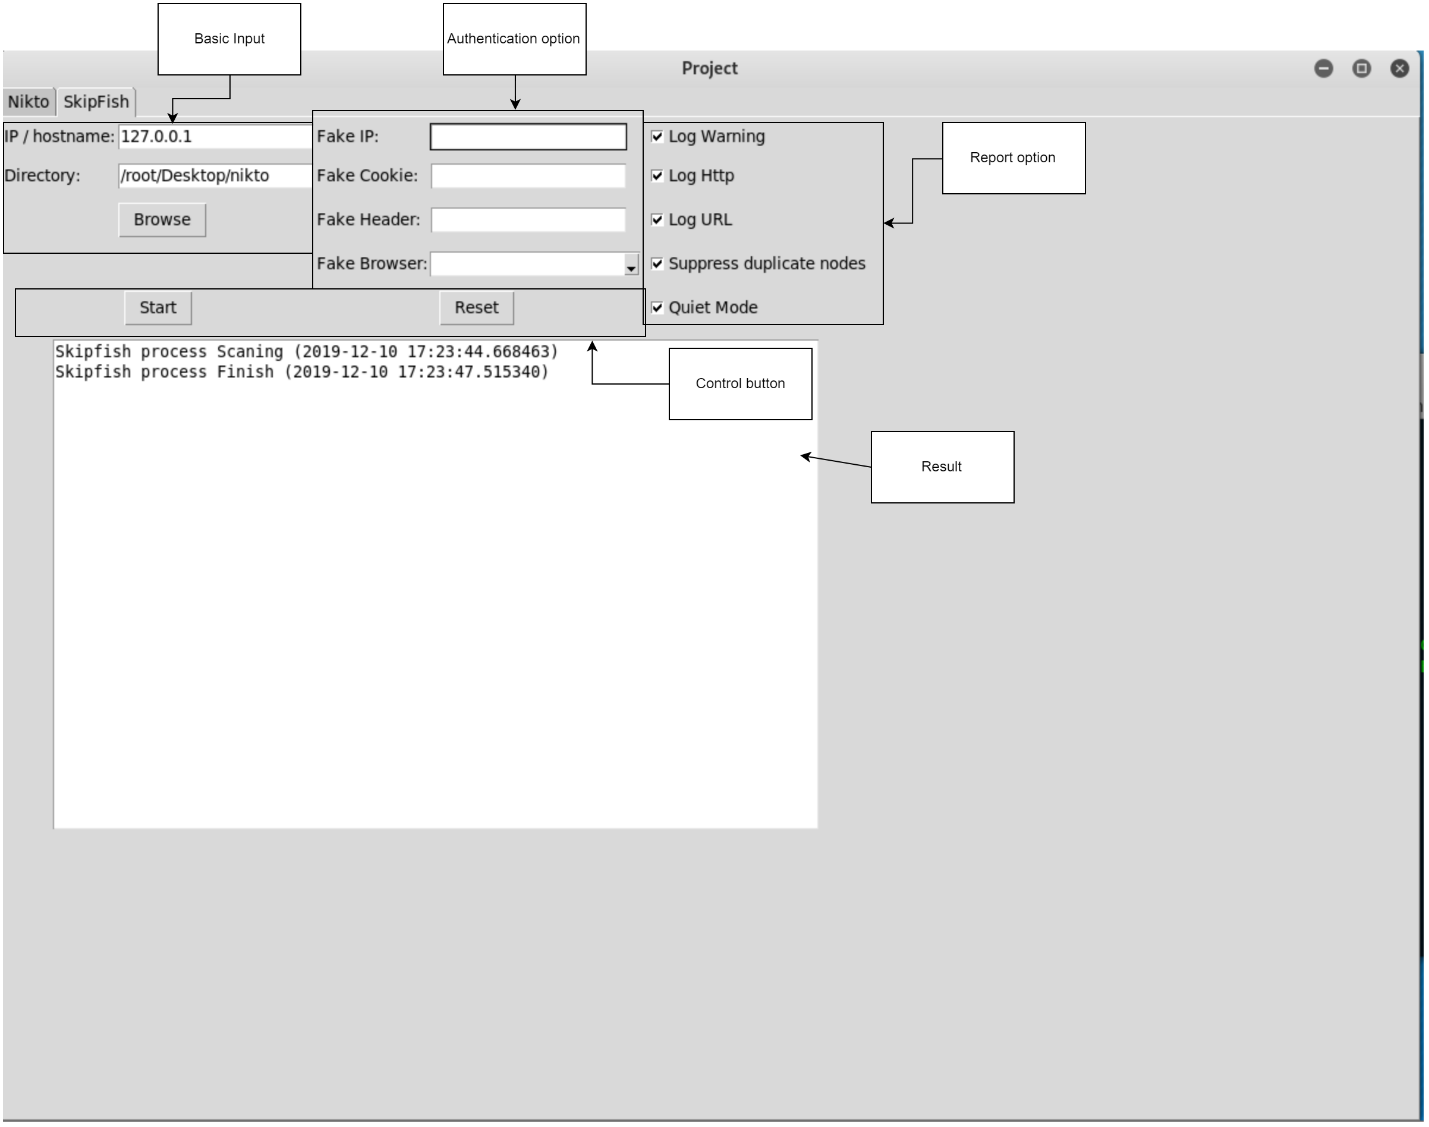 Basic Input
Authentication option
Project
Nikto SkipFish
IP / hostname: 127.0.0.1 Fake IP: Log Warning
Report option
Directory: /root/Desktop/nikto Fake Cookie: Log Http
Browse Fake Header: Log URL
Fake Browser: Suppress duplicate nodes
Start Reset Quiet Mode
Skipfish process Scaning (2019-12-10 17:23:44.668463)
Skipfish process Finish (2019-12-10 17:23:47.515340)
Control button
Result